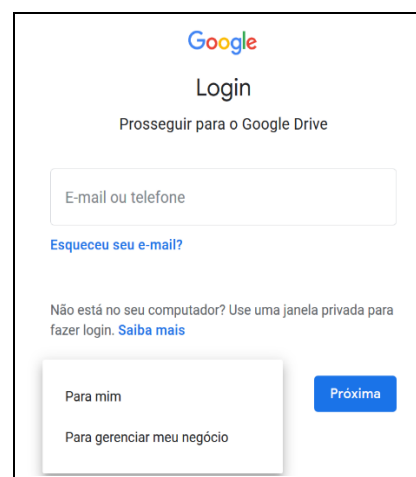 Google
Login
Prosseguir para o Google Drive
E-mail ou telefone
Esqueceu seu e-mail?
Não está no seu computador? Use uma janela privada para
fazer login. Saiba mais
Para mim
Próxima
Para gerenciar meu negócio